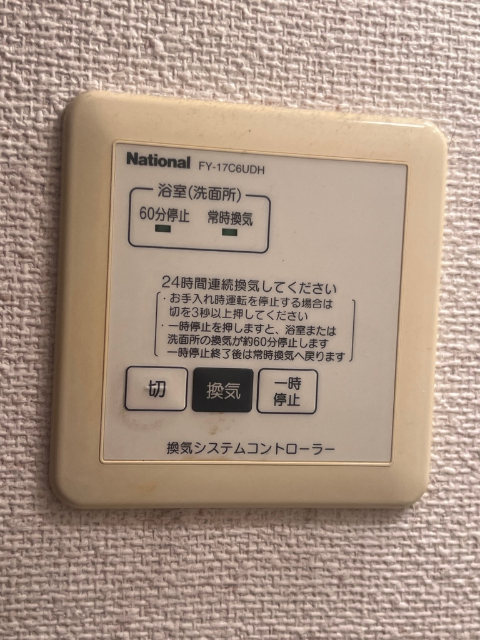 National FY-17C6UDH
浴室(洗面所)
60分停止 常時換気
24時間連続換気してください
・お手入れ時運転を停止する場合は
切を3秒以上押してください
・一時停止を押しますと、浴室または
洗面所の換気が約60分停止します
一時停止終了後は常時換気へ戻ります
切 換気 一時
停止
換気システムコントローラー